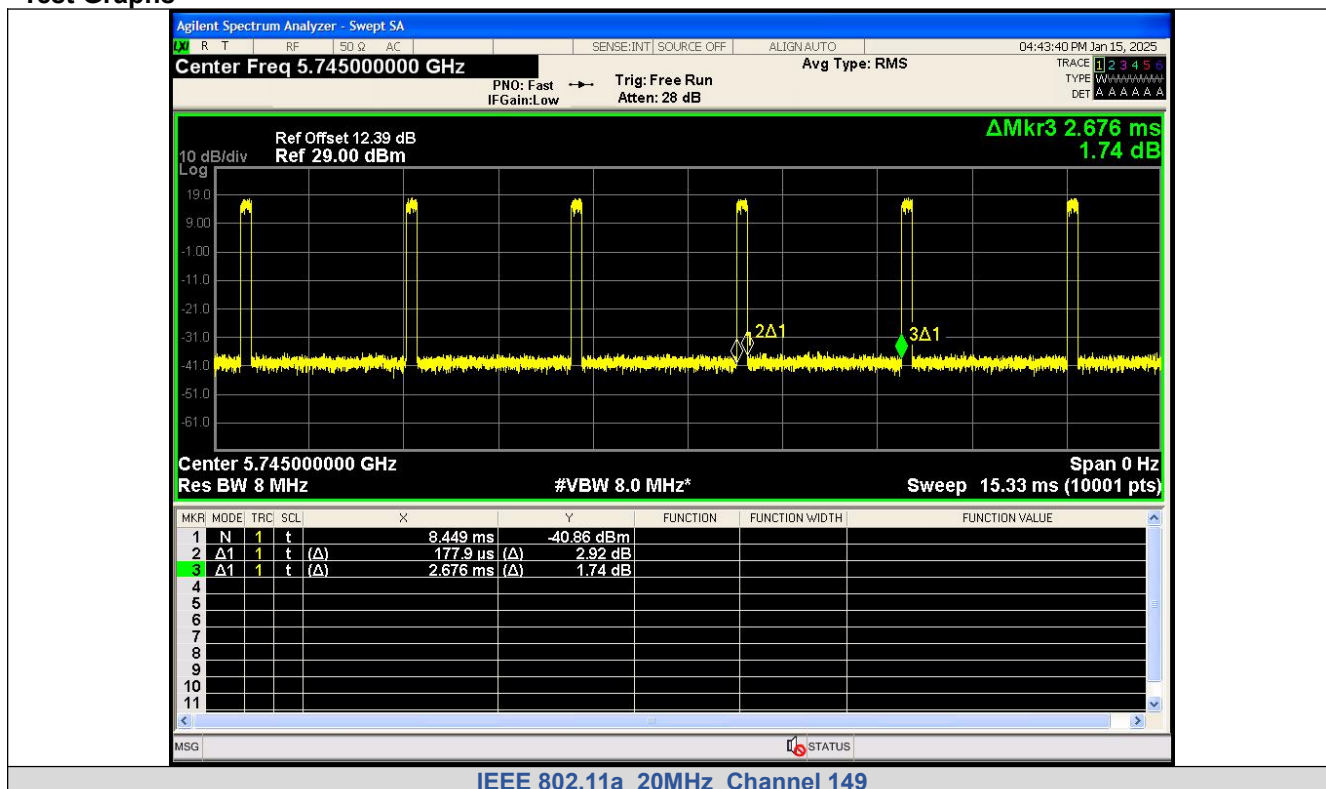 Test Graphs
Agilent Spectrum Analyzer - Swept SA
LXI R T RF 50 Ω AC SENSE:INT SOURCE OFF ALIGN AUTO 04:43:40 PM Jan 15, 2025
Center Freq 5.745000000 GHz
PNO: Fast
IFGain:Low
Trig: Free Run
Atten: 28 dB
Avg Type: RMS
TRACE 1 2 3 4 5 6
TYPE WWWWWW
DET A A A A A A
ΔMkr3 2.676 ms
1.74 dB
Ref Offset 12.39 dB
10 dB/div Ref 29.00 dBm
Log
19.0
9.00
-1.00
-11.0
-21.0
-31.0
-41.0
-51.0
-61.0
2Δ1
3Δ1
Center 5.745000000 GHz Span 0 Hz
Res BW 8 MHz #VBW 8.0 MHz* Sweep 15.33 ms (10001 pts)
MKR MODE TRC SCL X Y FUNCTION FUNCTION WIDTH FUNCTION VALUE
1 N 1 t 8.449 ms -40.86 dBm
2 Δ1 1 t (Δ) 177.9 µs (Δ) 2.92 dB
3 Δ1 1 t (Δ) 2.676 ms (Δ) 1.74 dB
4
5
6
7
8
9
10
11
MSG STATUS
IEEE 802.11a_20MHz_Channel 149